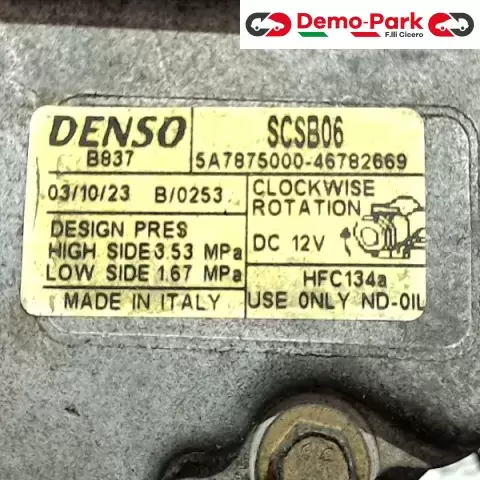 Demo-Park
F.lli Cicero
DENSO
B837
SCSB06
5A7875000-46782669
03/10/23 B/0253
CLOCKWISE
ROTATION
DC 12V
DESIGN PRES
HIGH SIDE 3.53 MPa
LOW SIDE 1.67 MPa
HFC134a
MADE IN ITALY
USE ONLY ND-OIL